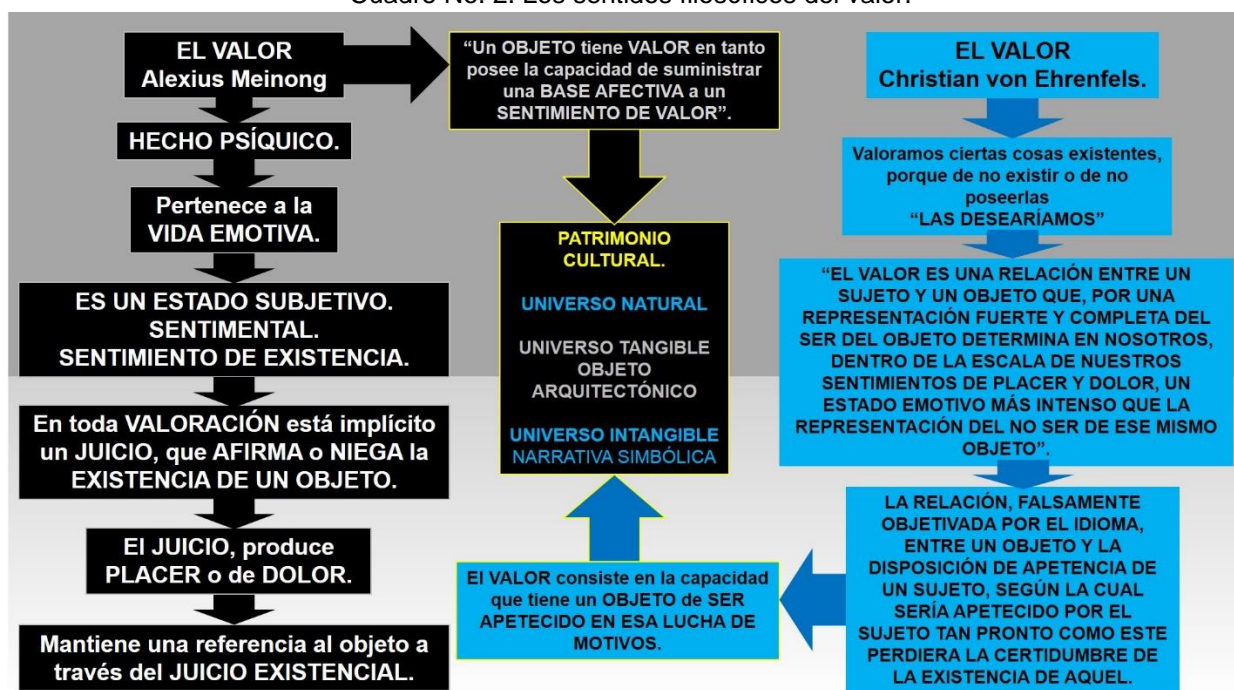 Cuadro No. 2. Los sentidos filosóficos del valor.
EL VALOR
Alexius Meinong
HECHO PSÍQUICO.
Pertenece a la
VIDA EMOTIVA.
ES UN ESTADO SUBJETIVO.
SENTIMENTAL.
SENTIMIENTO DE EXISTENCIA.
En toda VALORACIÓN está implícito
un JUICIO, que AFIRMA o NIEGA la
EXISTENCIA DE UN OBJETO.
El JUICIO, produce
PLACER o de DOLOR.
Mantiene una referencia al objeto a
través del JUICIO EXISTENCIAL.
“Un OBJETO tiene VALOR en tanto
posee la capacidad de suministrar
una BASE AFECTIVA a un
SENTIMIENTO DE VALOR”.
PATRIMONIO
CULTURAL.
UNIVERSO NATURAL
UNIVERSO TANGIBLE
OBJETO
ARQUITECTÓNICO
UNIVERSO INTANGIBLE
NARRATIVA SIMBÓLICA
El VALOR consiste en la capacidad
que tiene un OBJETO de SER
APETECIDO EN ESA LUCHA DE
MOTIVOS.
EL VALOR
Christian von Ehrenfels.
Valoramos ciertas cosas existentes,
porque de no existir o de no
poseerlas
“LAS DESEARÍAMOS”
“EL VALOR ES UNA RELACIÓN ENTRE UN
SUJETO Y UN OBJETO QUE, POR UNA
REPRESENTACIÓN FUERTE Y COMPLETA DEL
SER DEL OBJETO DETERMINA EN NOSOTROS,
DENTRO DE LA ESCALA DE NUESTROS
SENTIMIENTOS DE PLACER Y DOLOR, UN
ESTADO EMOTIVO MÁS INTENSO QUE LA
REPRESENTACIÓN DEL NO SER DE ESE MISMO
OBJETO”.
LA RELACIÓN, FALSAMENTE
OBJETIVADA POR EL IDIOMA,
ENTRE UN OBJETO Y LA
DISPOSICIÓN DE APETENCIA DE
UN SUJETO, SEGÚN LA CUAL
SERÍA APETECIDO POR EL
SUJETO TAN PRONTO COMO ESTE
PERDIERA LA CERTIDUMBRE DE
LA EXISTENCIA DE AQUEL.